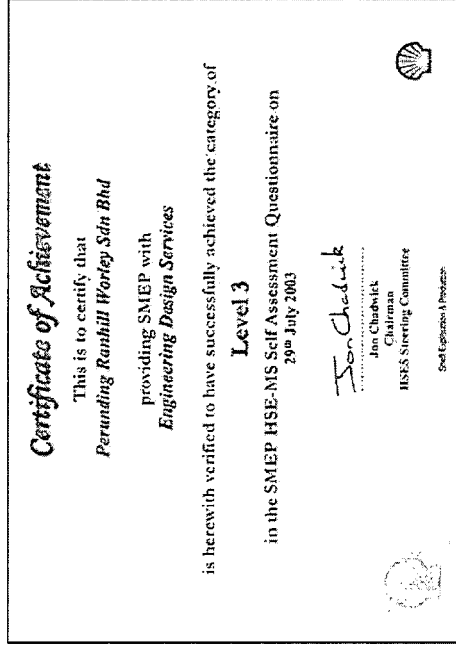 Certificate of Achievement
This is to certify that
Perunding Ranhill Worley Sdn Bhd
providing SMEP with
Engineering Design Services
is herewith verified to have successfully achieved the category of
Level 3
in the SMEP HSE-MS Self Assessment Questionnaire on
29th July 2003
Jon Chadwick
Jon Chadwick
Chairman
HSES Steering Committee
Shell Exploration & Production